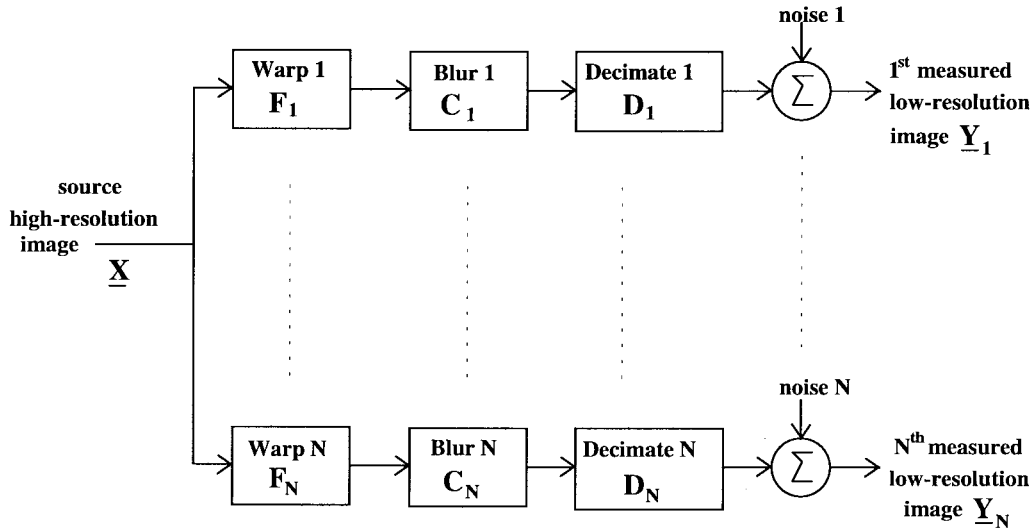 noise 1
Warp 1
F1
Blur 1
C1
Decimate 1
D1
Σ
1st measured
low-resolution
image Y1
source
high-resolution
image
X
noise N
Warp N
FN
Blur N
CN
Decimate N
DN
Σ
Nth measured
low-resolution
image YN